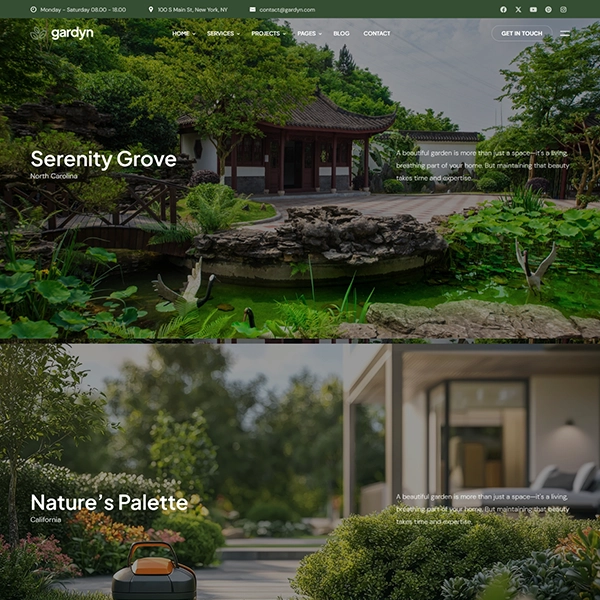 Monday - Saturday 08.00 - 18.00
100 S Main St, New York, NY
contact@gardyn.com
gardyn
HOME
SERVICES
PROJECTS
PAGES
BLOG
CONTACT
GET IN TOUCH
Serenity Grove
North Carolina
A beautiful garden is more than just a space—it's a living,
breathing part of your home. But maintaining that beauty
takes time and expertise.
Nature's Palette
California
A beautiful garden is more than just a space—it's a living,
breathing part of your home. But maintaining that beauty
takes time and expertise.